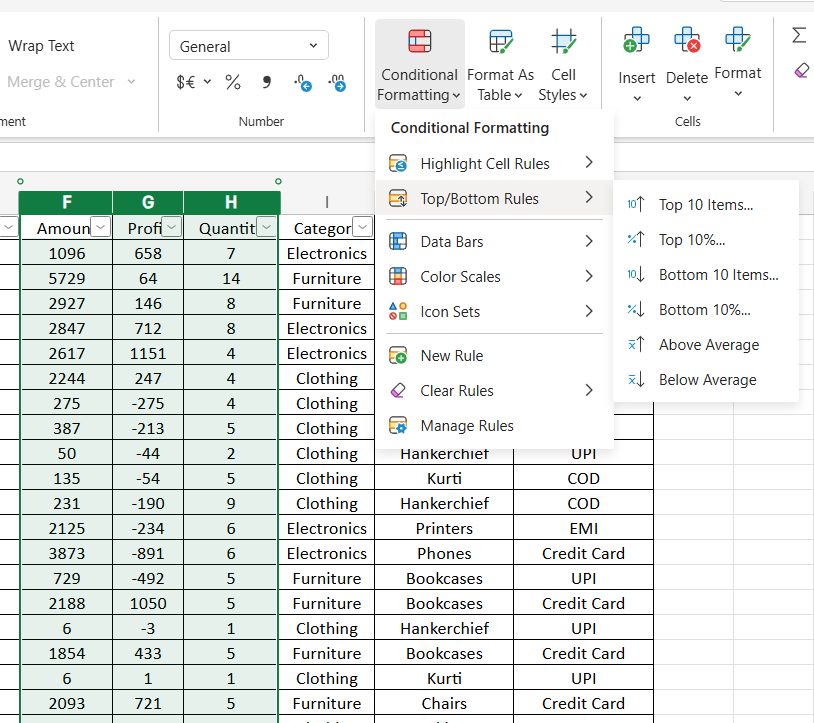 Wrap Text
Merge & Center
ment
General
$€ % 9 .0 .00
Number
Conditional Formatting
Format As Table
Cell Styles
Insert
Delete
Format
Cells
Σ
Conditional Formatting
Highlight Cell Rules
Top/Bottom Rules
Data Bars
Color Scales
Icon Sets
New Rule
Clear Rules
Manage Rules
10 Top 10 Items...
% Top 10%...
10 Bottom 10 Items...
% Bottom 10%...
x̄ Above Average
x̄ Below Average
F G H I
Amoun Profi Quantit Categor
1096 658 7 Electronics
5729 64 14 Furniture
2927 146 8 Furniture
2847 712 8 Electronics
2617 1151 4 Electronics
2244 247 4 Clothing
275 -275 4 Clothing
387 -213 5 Clothing
50 -44 2 Clothing Hankerchief UPI
135 -54 5 Clothing Kurti COD
231 -190 9 Clothing Hankerchief COD
2125 -234 6 Electronics Printers EMI
3873 -891 6 Electronics Phones Credit Card
729 -492 5 Furniture Bookcases UPI
2188 1050 5 Furniture Bookcases Credit Card
6 -3 1 Clothing Hankerchief UPI
1854 433 5 Furniture Bookcases Credit Card
6 1 1 Clothing Kurti UPI
2093 721 5 Furniture Chairs Credit Card